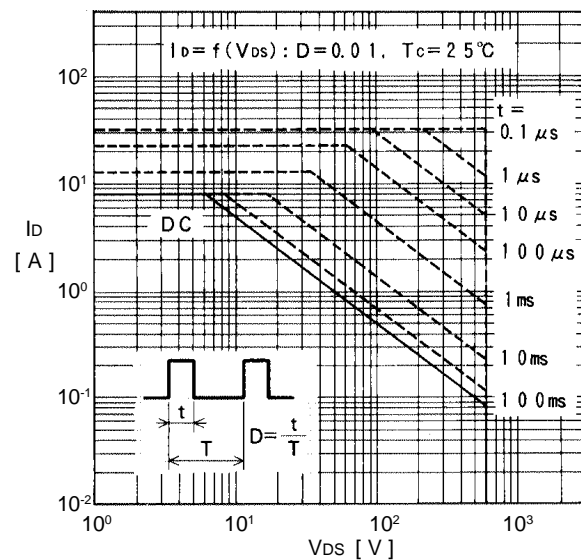 ID=f(VDS): D=0.01, TC=25℃
10²
10¹
10⁰
10⁻¹
10⁻²
ID
[ A ]
DC
t=
0.1 μs
1 μs
10 μs
100 μs
1 ms
10 ms
100 ms
t
T
D=t/T
10⁰
10¹
10²
10³
VDS [ V ]